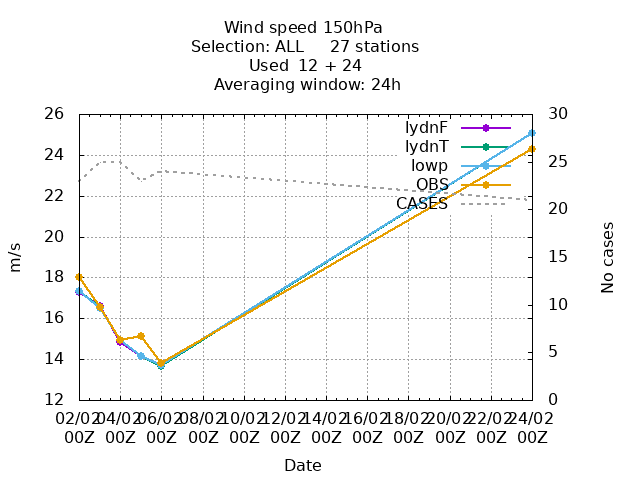 Wind speed 150hPa
Selection: ALL     27 stations
Used  12 + 24
Averaging window: 24h
26
24
22
20
18
16
14
12
m/s
30
25
20
15
10
5
0
No cases
lydnF
lydnT
lowp
OBS
CASES
02/02 04/02 06/02 08/02 10/02 12/02 14/02 16/02 18/02 20/02 22/02 24/02
00Z 00Z 00Z 00Z 00Z 00Z 00Z 00Z 00Z 00Z 00Z 00Z
Date